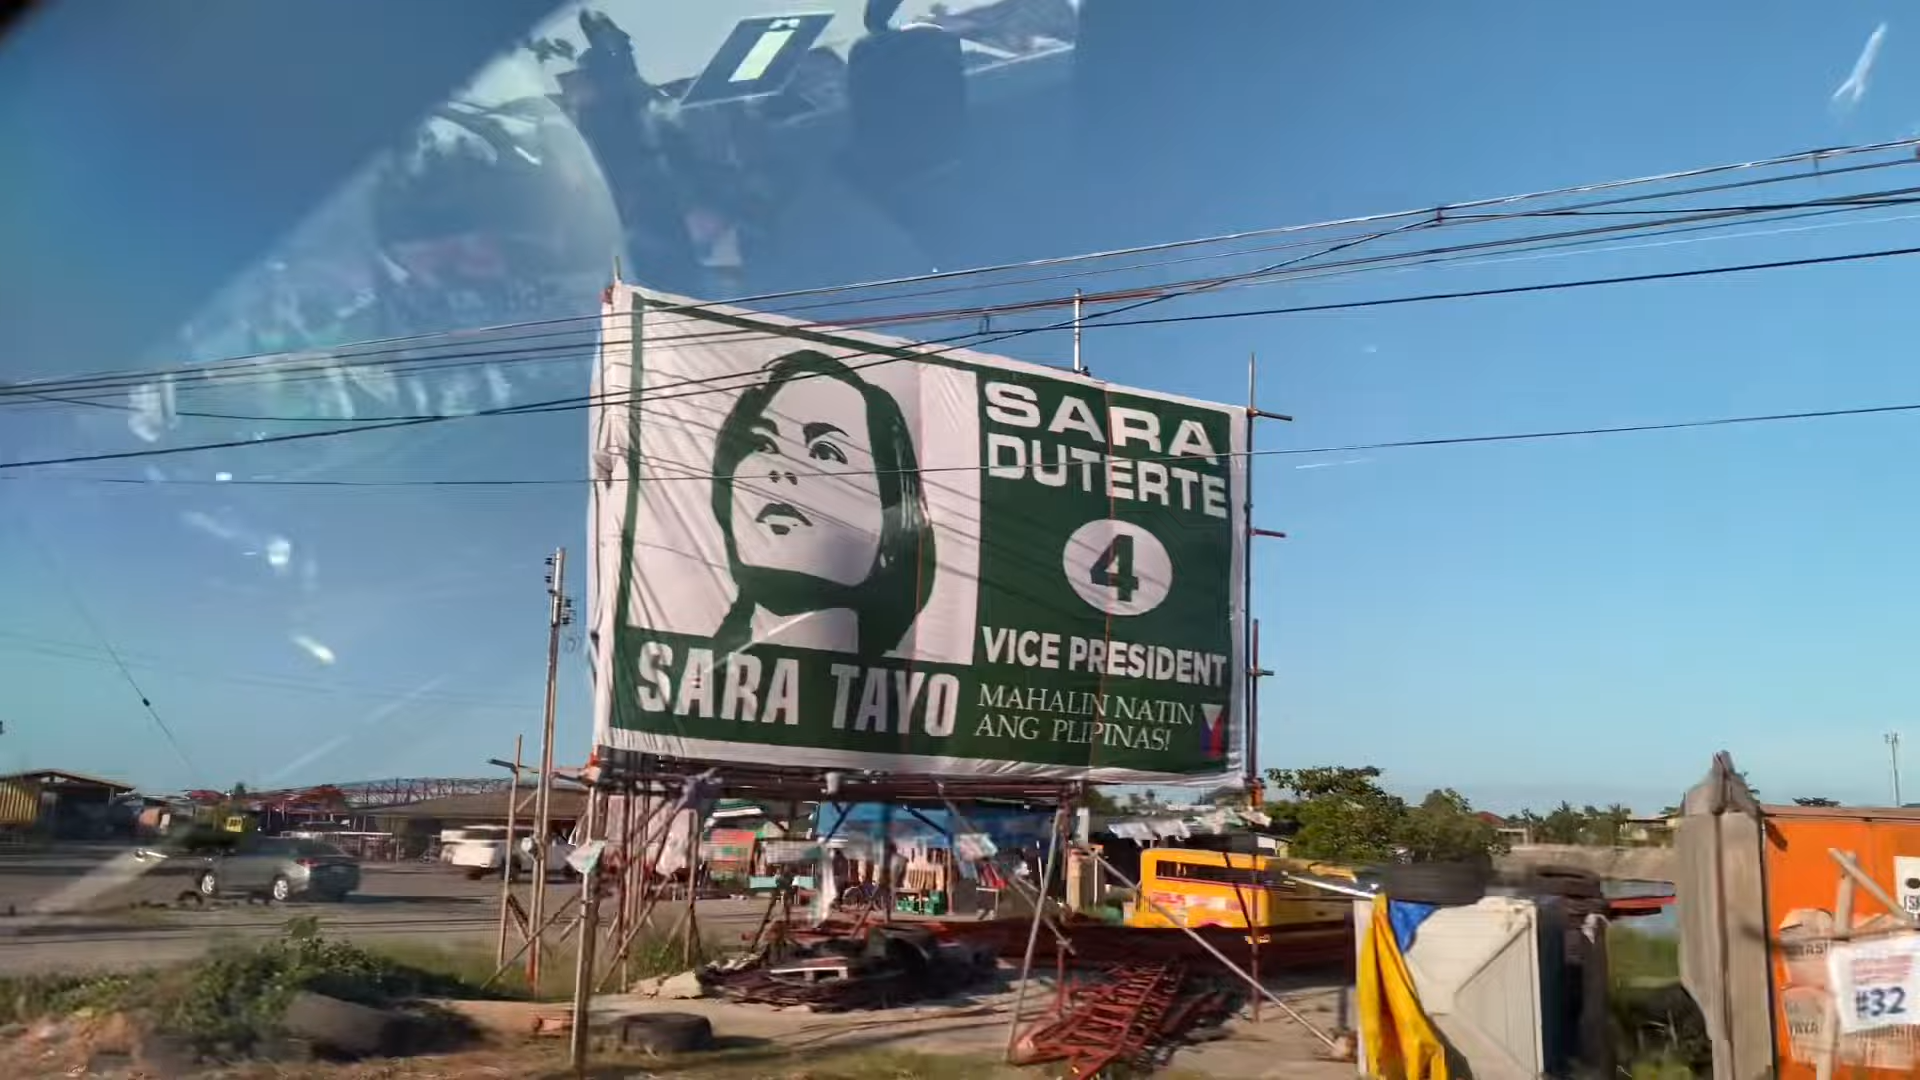 SARA
DUTERTE
4
VICE PRESIDENT
SARA TAYO
MAHALIN NATIN
ANG PLIPINAS!
#32